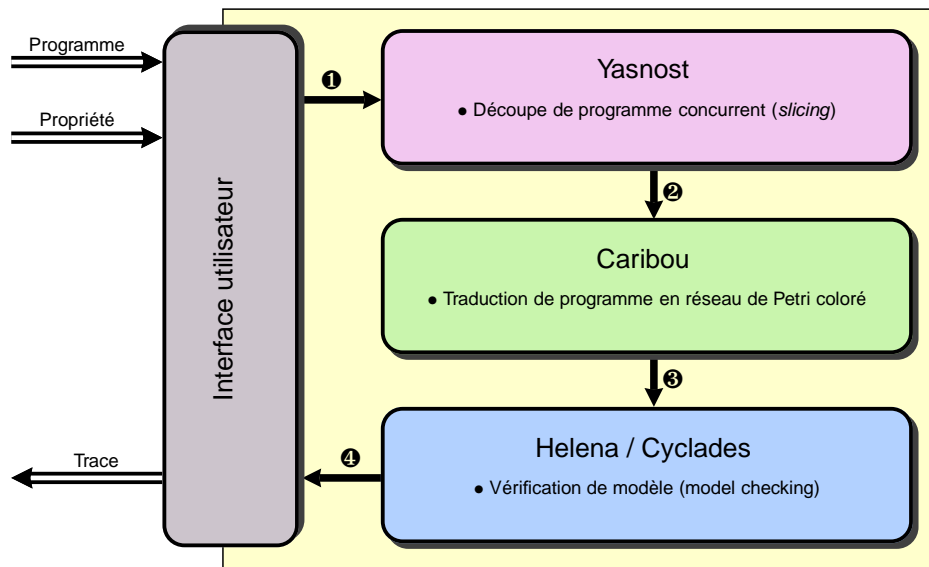 Programme
Propriété
Trace
Interface utilisateur
❶
Yasnost
• Découpe de programme concurrent (slicing)
❷
Caribou
• Traduction de programme en réseau de Petri coloré
❸
Helena / Cyclades
• Vérification de modèle (model checking)
❹